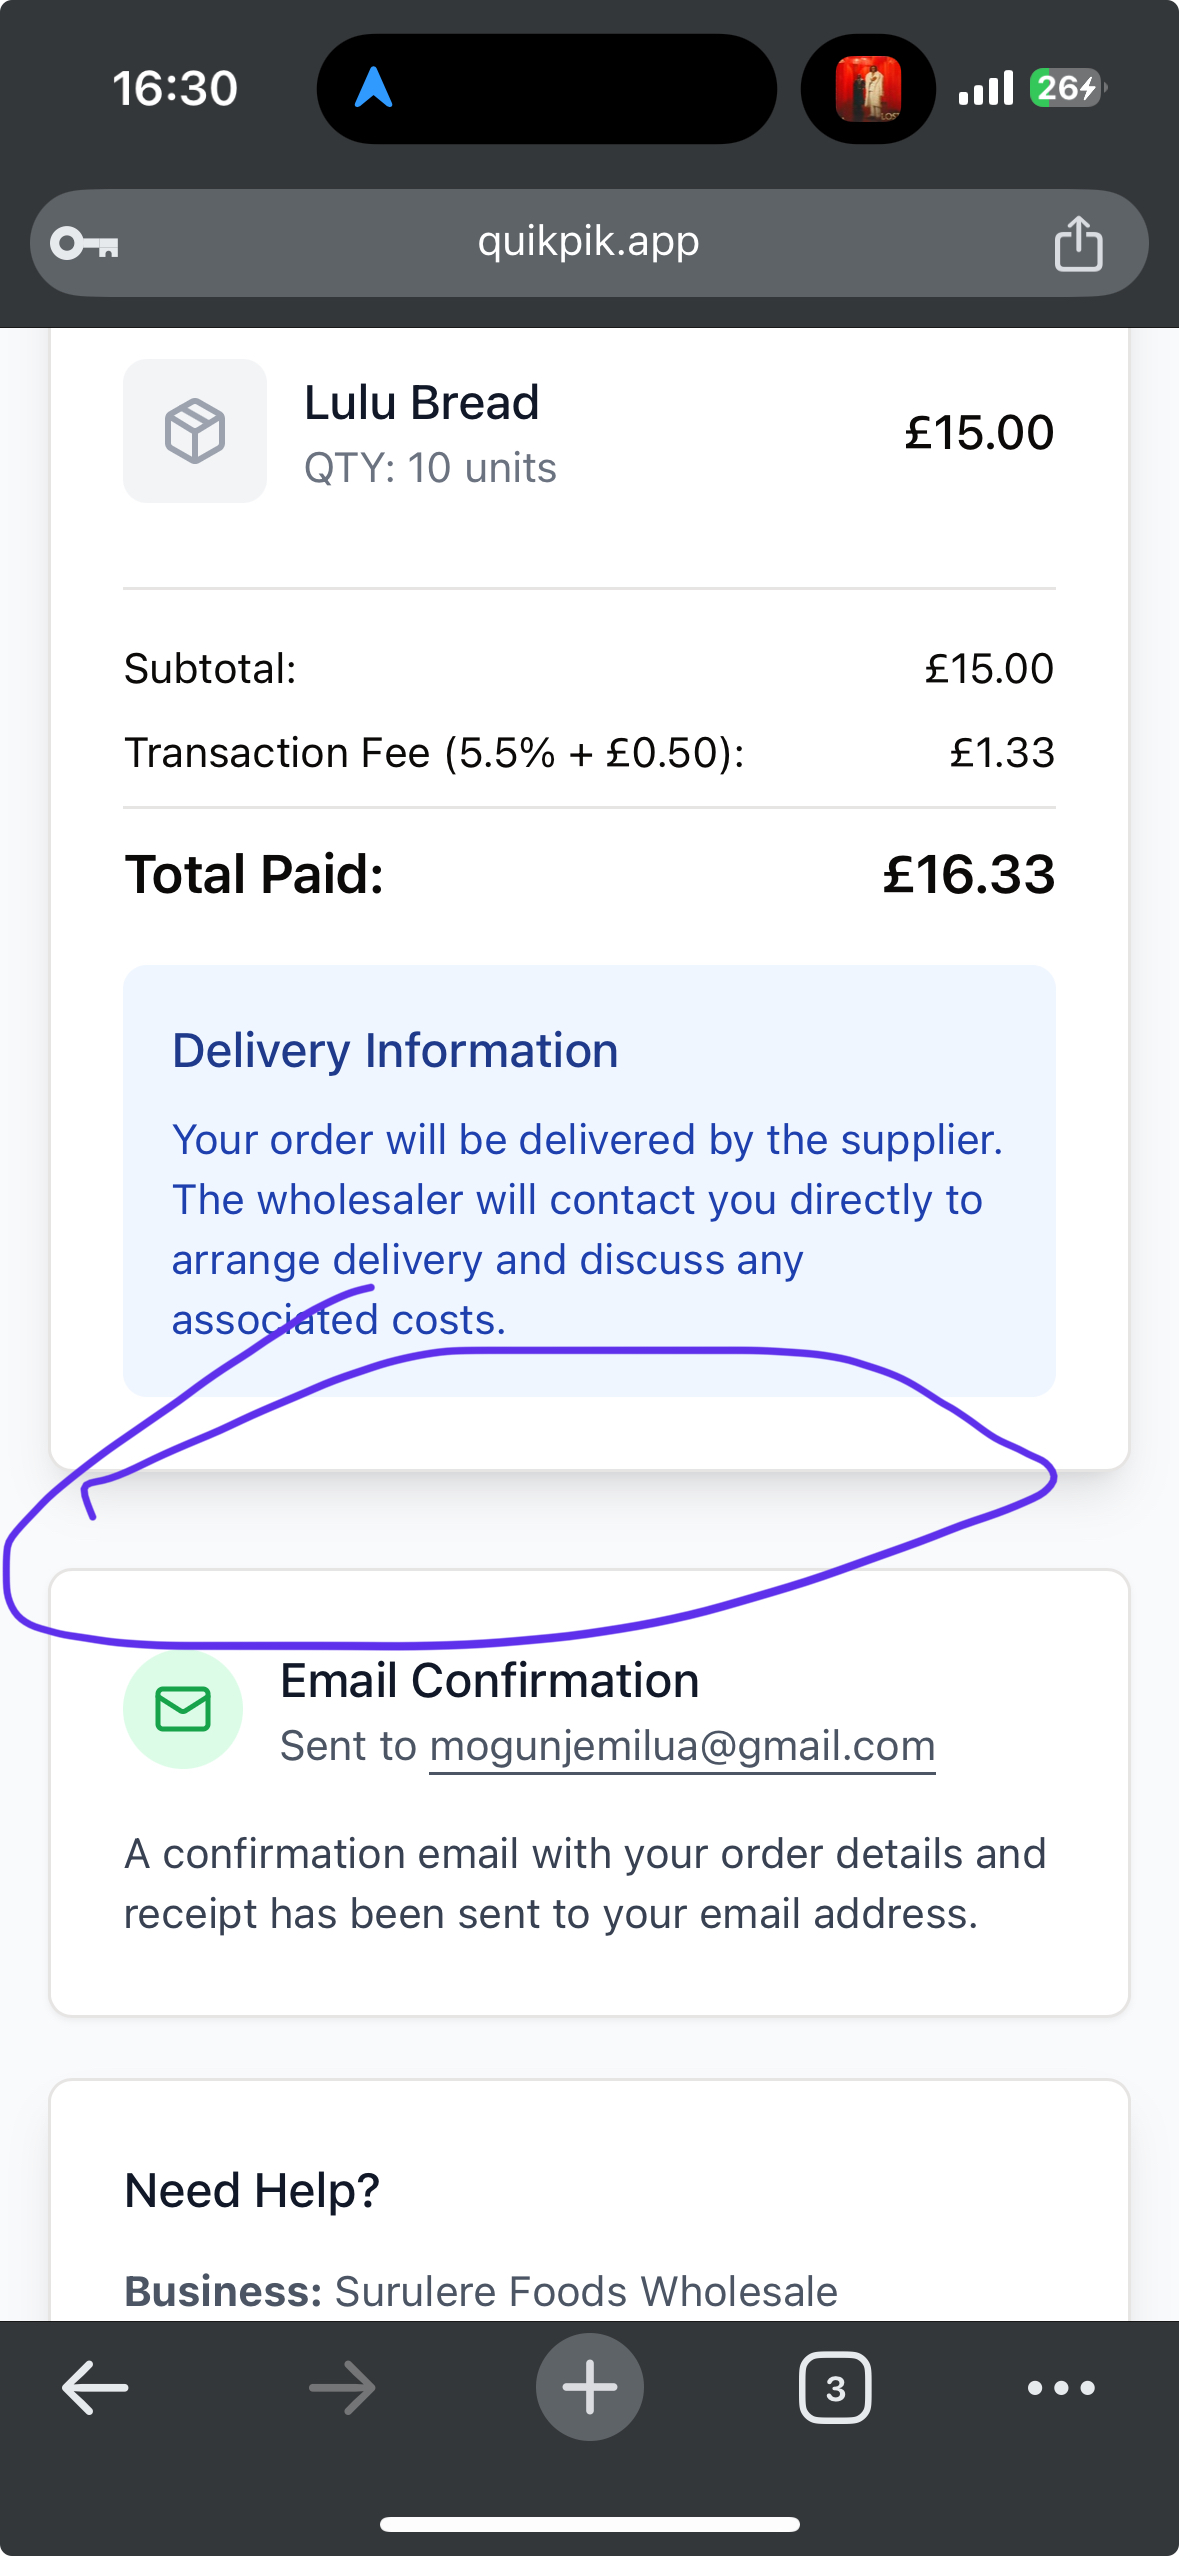 16:30
LOST
26
quikpik.app
Lulu Bread
QTY: 10 units
£15.00
Subtotal: £15.00
Transaction Fee (5.5% + £0.50): £1.33
Total Paid: £16.33
Delivery Information
Your order will be delivered by the supplier.
The wholesaler will contact you directly to
arrange delivery and discuss any
associated costs.
Email Confirmation
Sent to mogunjemilua@gmail.com
A confirmation email with your order details and
receipt has been sent to your email address.
Need Help?
Business: Surulere Foods Wholesale
3